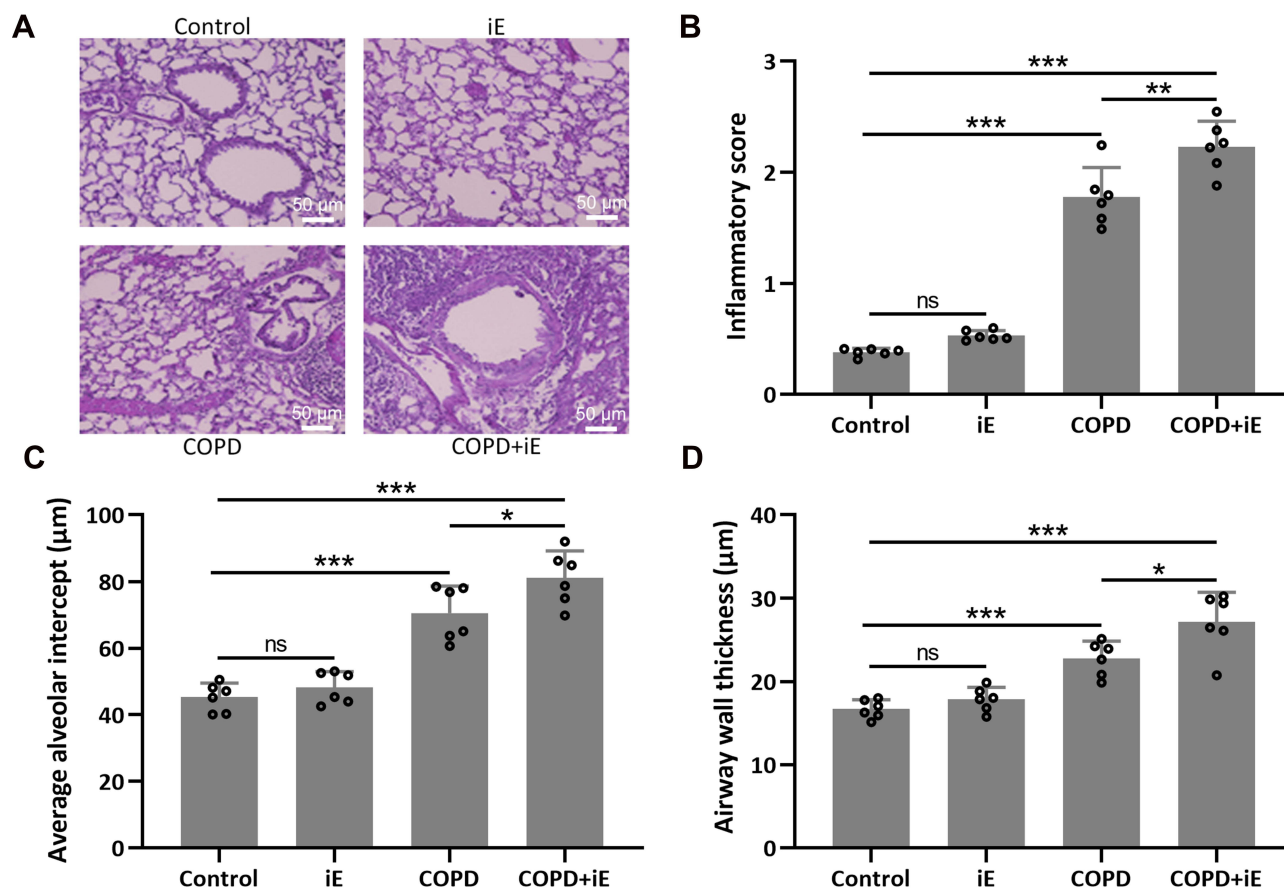 A
Control
iE
50 µm
50 µm
50 µm
50 µm
COPD
COPD+iE
B
Inflammatory score
3
2
1
0
***
**
***
ns
Control
iE
COPD
COPD+iE
C
Average alveolar intercept (µm)
100
80
60
40
20
0
***
*
***
ns
Control
iE
COPD
COPD+iE
D
Airway wall thickness (µm)
40
30
20
10
0
***
*
***
ns
Control
iE
COPD
COPD+iE